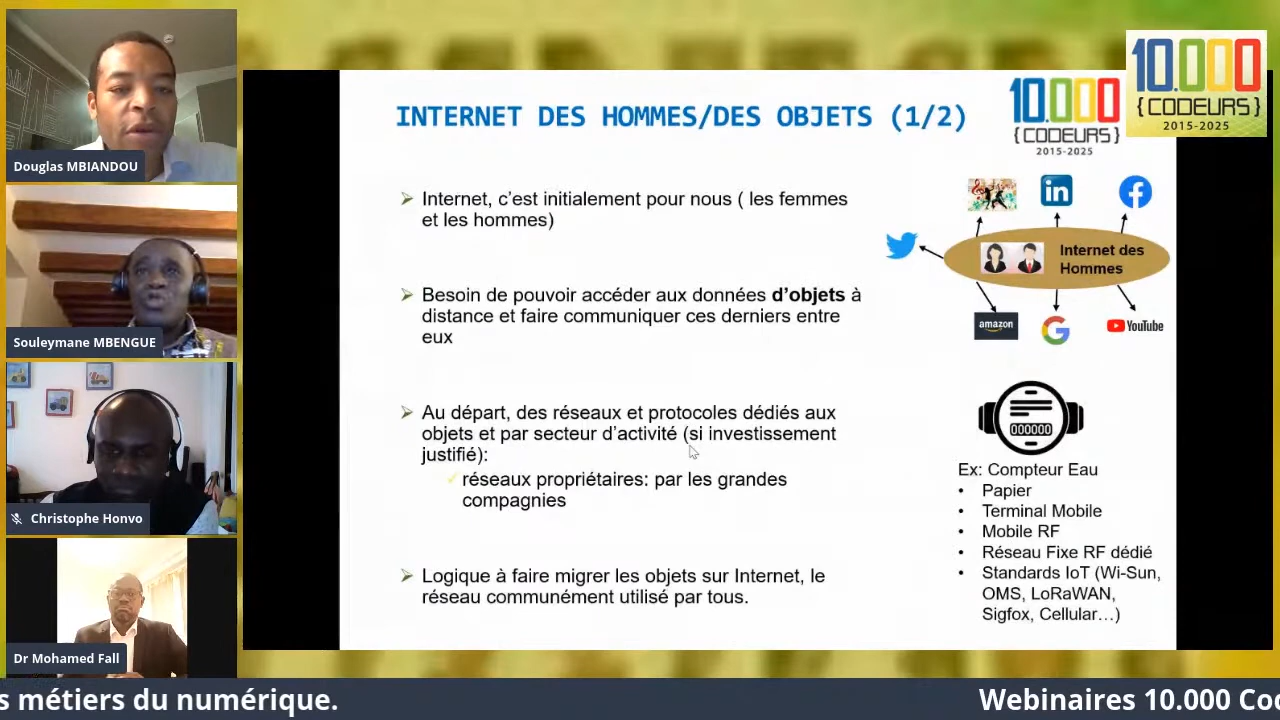 Douglas MBIANDOU
Souleymane MBENGUE
Christophe Honvo
Dr Mohamed Fall
10.000
{CODEURS}
2015-2025
INTERNET DES HOMMES/DES OBJETS (1/2)
10.000
{CODEURS}
2015-2025
Internet, c’est initialement pour nous ( les femmes
et les hommes)
Besoin de pouvoir accéder aux données d’objets à
distance et faire communiquer ces derniers entre
eux
Au départ, des réseaux et protocoles dédiés aux
objets et par secteur d’activité (si investissement
justifié):
réseaux propriétaires: par les grandes
compagnies
Logique à faire migrer les objets sur Internet, le
réseau communément utilisé par tous.
in
f
Internet des
Hommes
amazon
G
YouTube
000000
Ex: Compteur Eau
• Papier
• Terminal Mobile
• Mobile RF
• Réseau Fixe RF dédié
• Standards IoT (Wi-Sun,
OMS, LoRaWAN,
Sigfox, Cellular…)
s métiers du numérique.
Webinaires 10.000 Coc